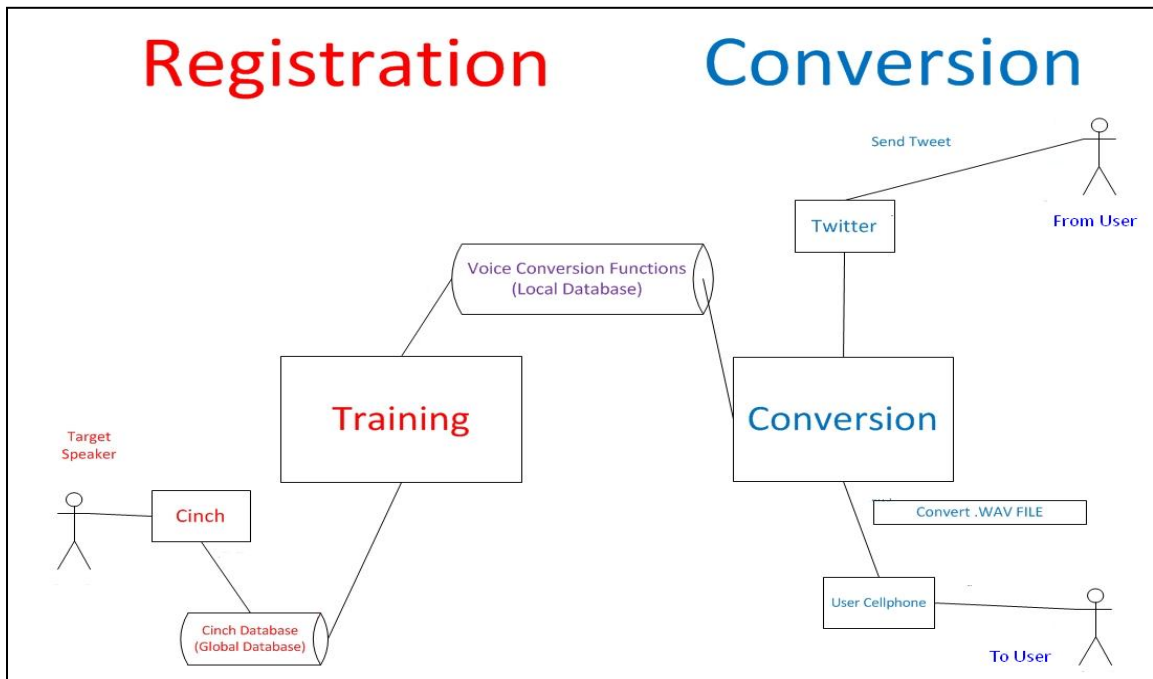 Registration
Conversion
Send Tweet
From User
Twitter
Voice Conversion Functions
(Local Database)
Training
Conversion
Target
Speaker
Cinch
Convert .WAV FILE
Cinch Database
(Global Database)
User Cellphone
To User